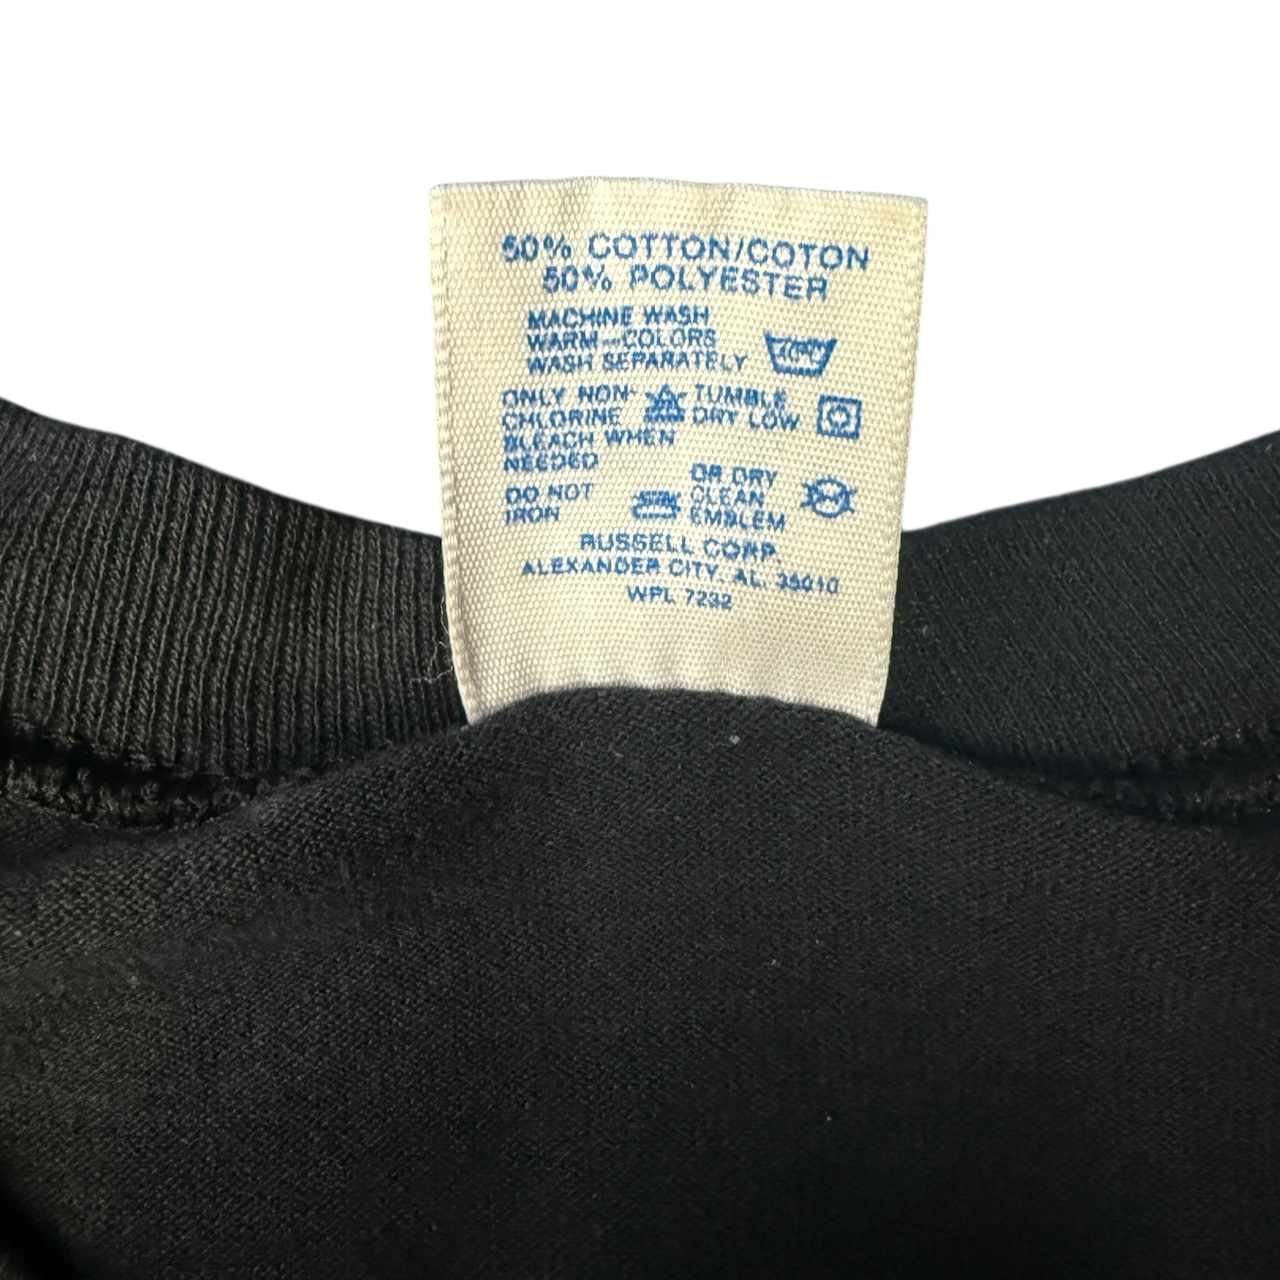 50% COTTON/COTON
50% POLYESTER
MACHINE WASH
WARM-COLORS
WASH SEPARATELY
40°C
ONLY NON-
CHLORINE
BLEACH WHEN
NEEDED
TUMBLE
DRY LOW
DO NOT
IRON
OR DRY
CLEAN
EMBLEM
RUSSELL CORP.
ALEXANDER CITY, AL. 35010
WPL 7232